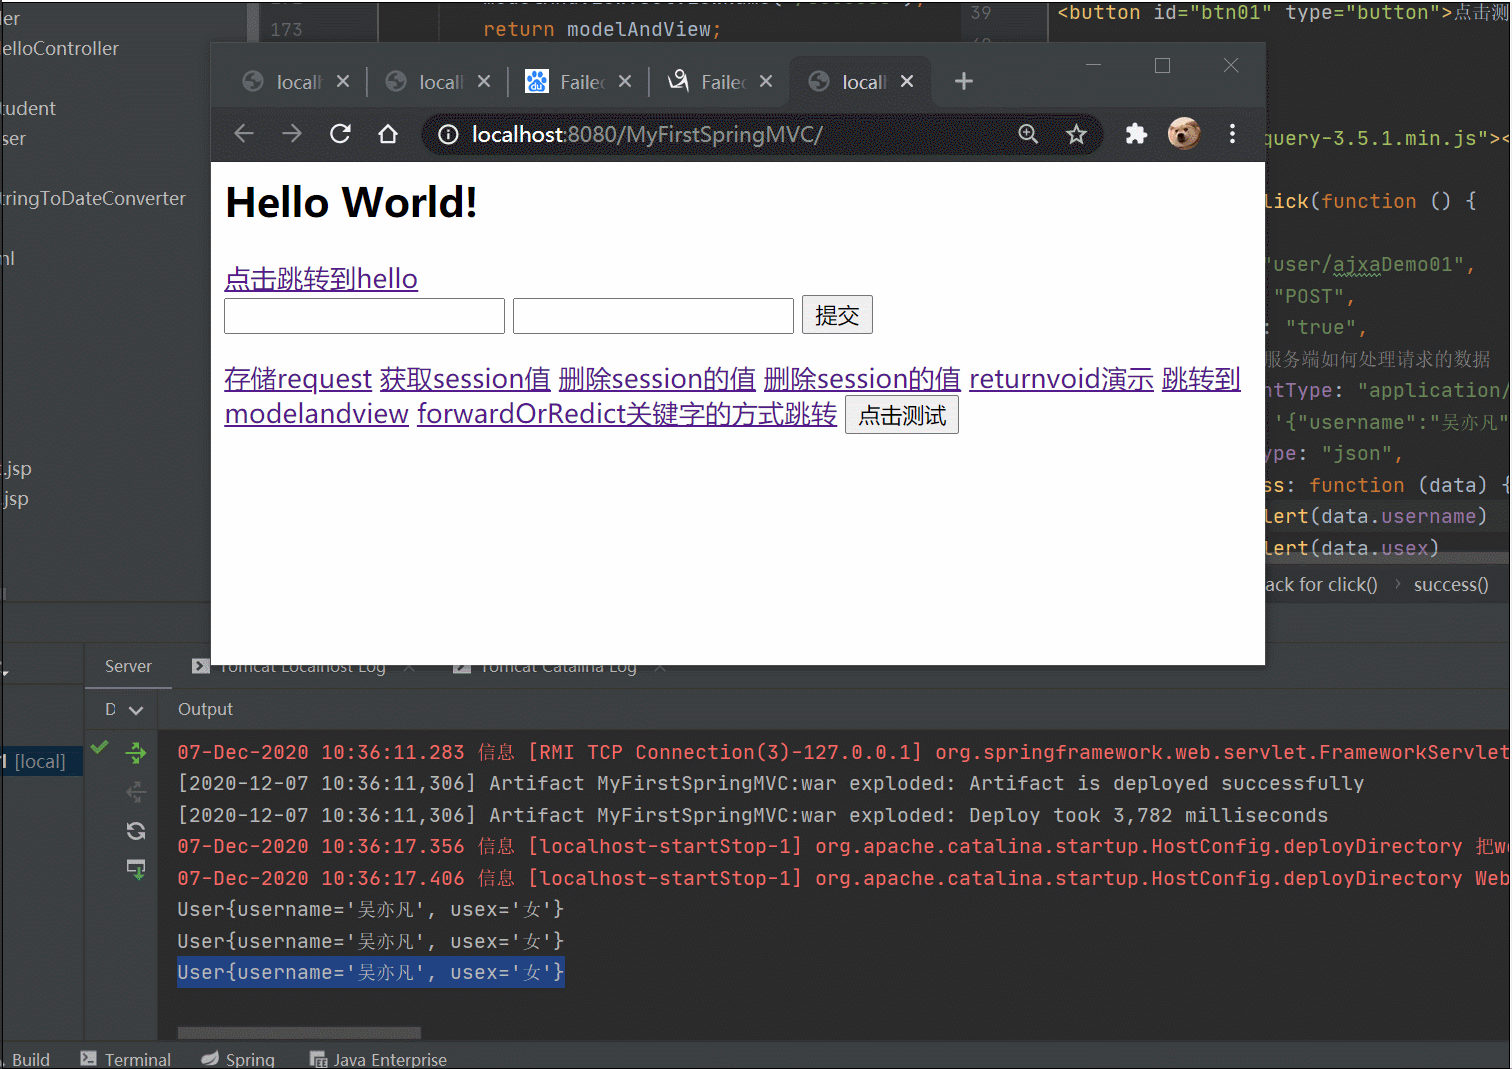 ler
173
return modelAndView;
39
<button id="btn01" type="button">点击测
elloController
tudent
ser
tringToDateConverter
nl
.jsp
.jsp
locall
locall
Failec
Failec
locall
localhost:8080/MyFirstSpringMVC/
Hello World!
点击跳转到hello
提交
存储request 获取session值 删除session的值 删除session的值 returnvoid演示 跳转到
modelandview forwardOrRedict关键字的方式跳转 点击测试
query-3.5.1.min.js"><
lick(function () {
"user/ajxaDemo01",
"POST",
: "true",
服务端如何处理请求的数据
ntType: "application/
'{"username":"吴亦凡"
ype: "json",
ss: function (data) {
lert(data.username)
lert(data.usex)
ack for click() › success()
Server
Tomcat Localhost Log
Tomcat Catalina Log
D
Output
l [local]
07-Dec-2020 10:36:11.283 信息 [RMI TCP Connection(3)-127.0.0.1] org.springframework.web.servlet.FrameworkServlet
[2020-12-07 10:36:11,306] Artifact MyFirstSpringMVC:war exploded: Artifact is deployed successfully
[2020-12-07 10:36:11,306] Artifact MyFirstSpringMVC:war exploded: Deploy took 3,782 milliseconds
07-Dec-2020 10:36:17.356 信息 [localhost-startStop-1] org.apache.catalina.startup.HostConfig.deployDirectory 把we
07-Dec-2020 10:36:17.406 信息 [localhost-startStop-1] org.apache.catalina.startup.HostConfig.deployDirectory Web
User{username='吴亦凡', usex='女'}
User{username='吴亦凡', usex='女'}
User{username='吴亦凡', usex='女'}
Build
Terminal
Spring
Java Enterprise